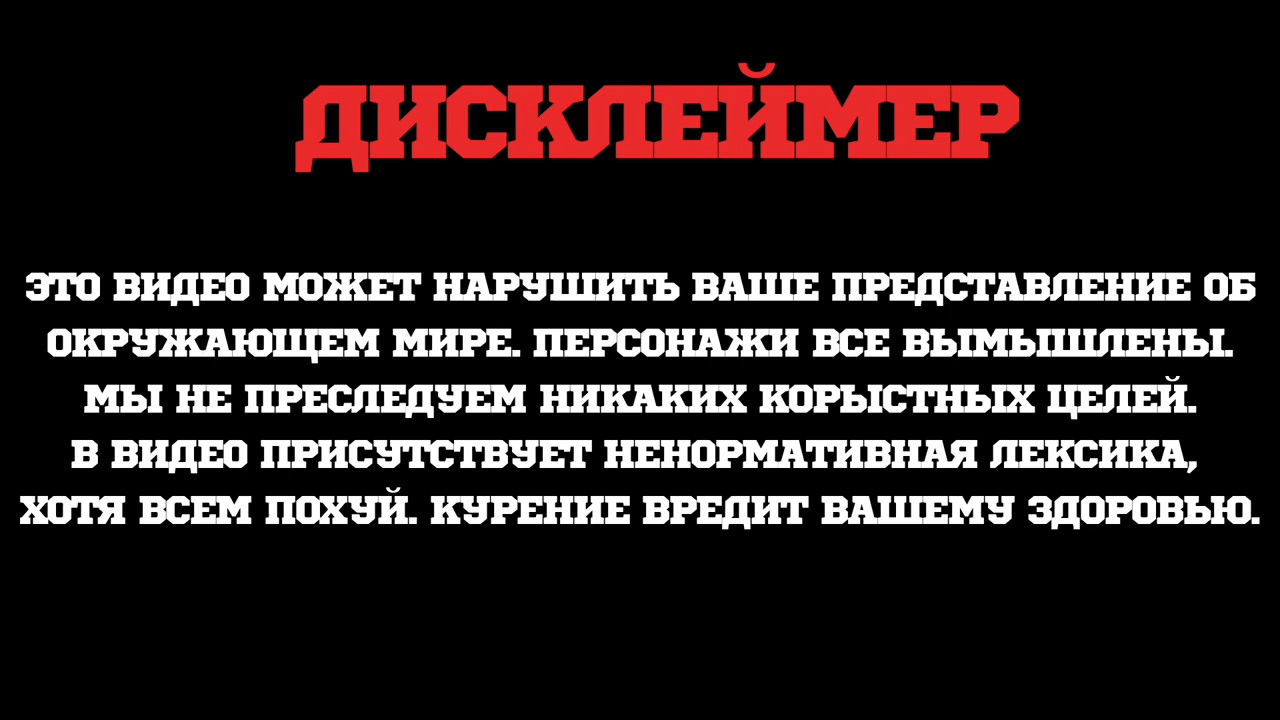 ДИСКЛЕЙМЕР
ЭТО ВИДЕО МОЖЕТ НАРУШИТЬ ВАШЕ ПРЕДСТАВЛЕНИЕ ОБ
ОКРУЖАЮЩЕМ МИРЕ. ПЕРСОНАЖИ ВСЕ ВЫМЫШЛЕНЫ.
МЫ НЕ ПРЕСЛЕДУЕМ НИКАКИХ КОРЫСТНЫХ ЦЕЛЕЙ.
В ВИДЕО ПРИСУТСТВУЕТ НЕНОРМАТИВНАЯ ЛЕКСИКА,
ХОТЯ ВСЕМ ПОХУЙ. КУРЕНИЕ ВРЕДИТ ВАШЕМУ ЗДОРОВЬЮ.